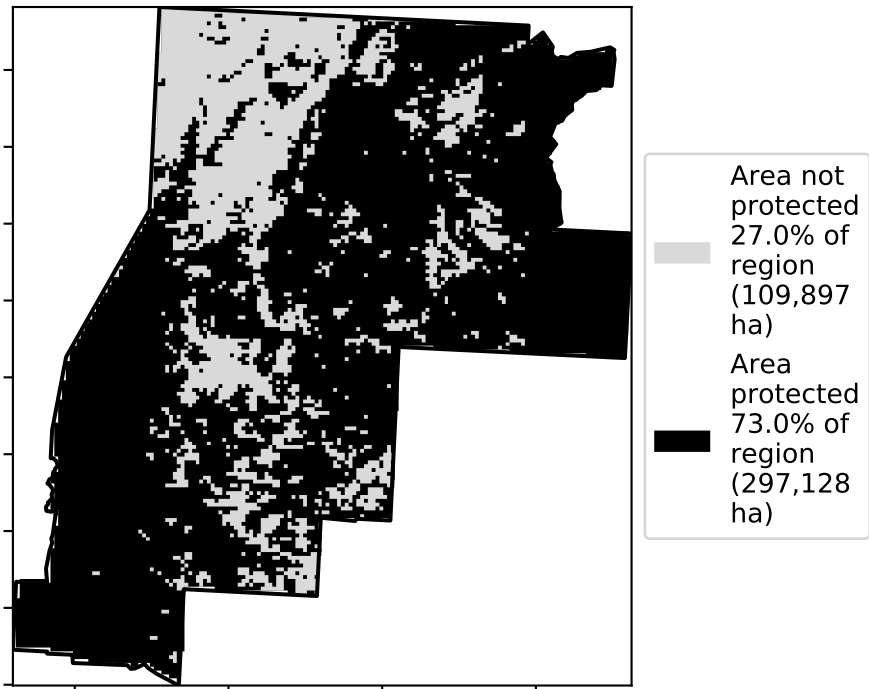 Area not
protected
27.0% of
region
(109,897
ha)
Area
protected
73.0% of
region
(297,128
ha)